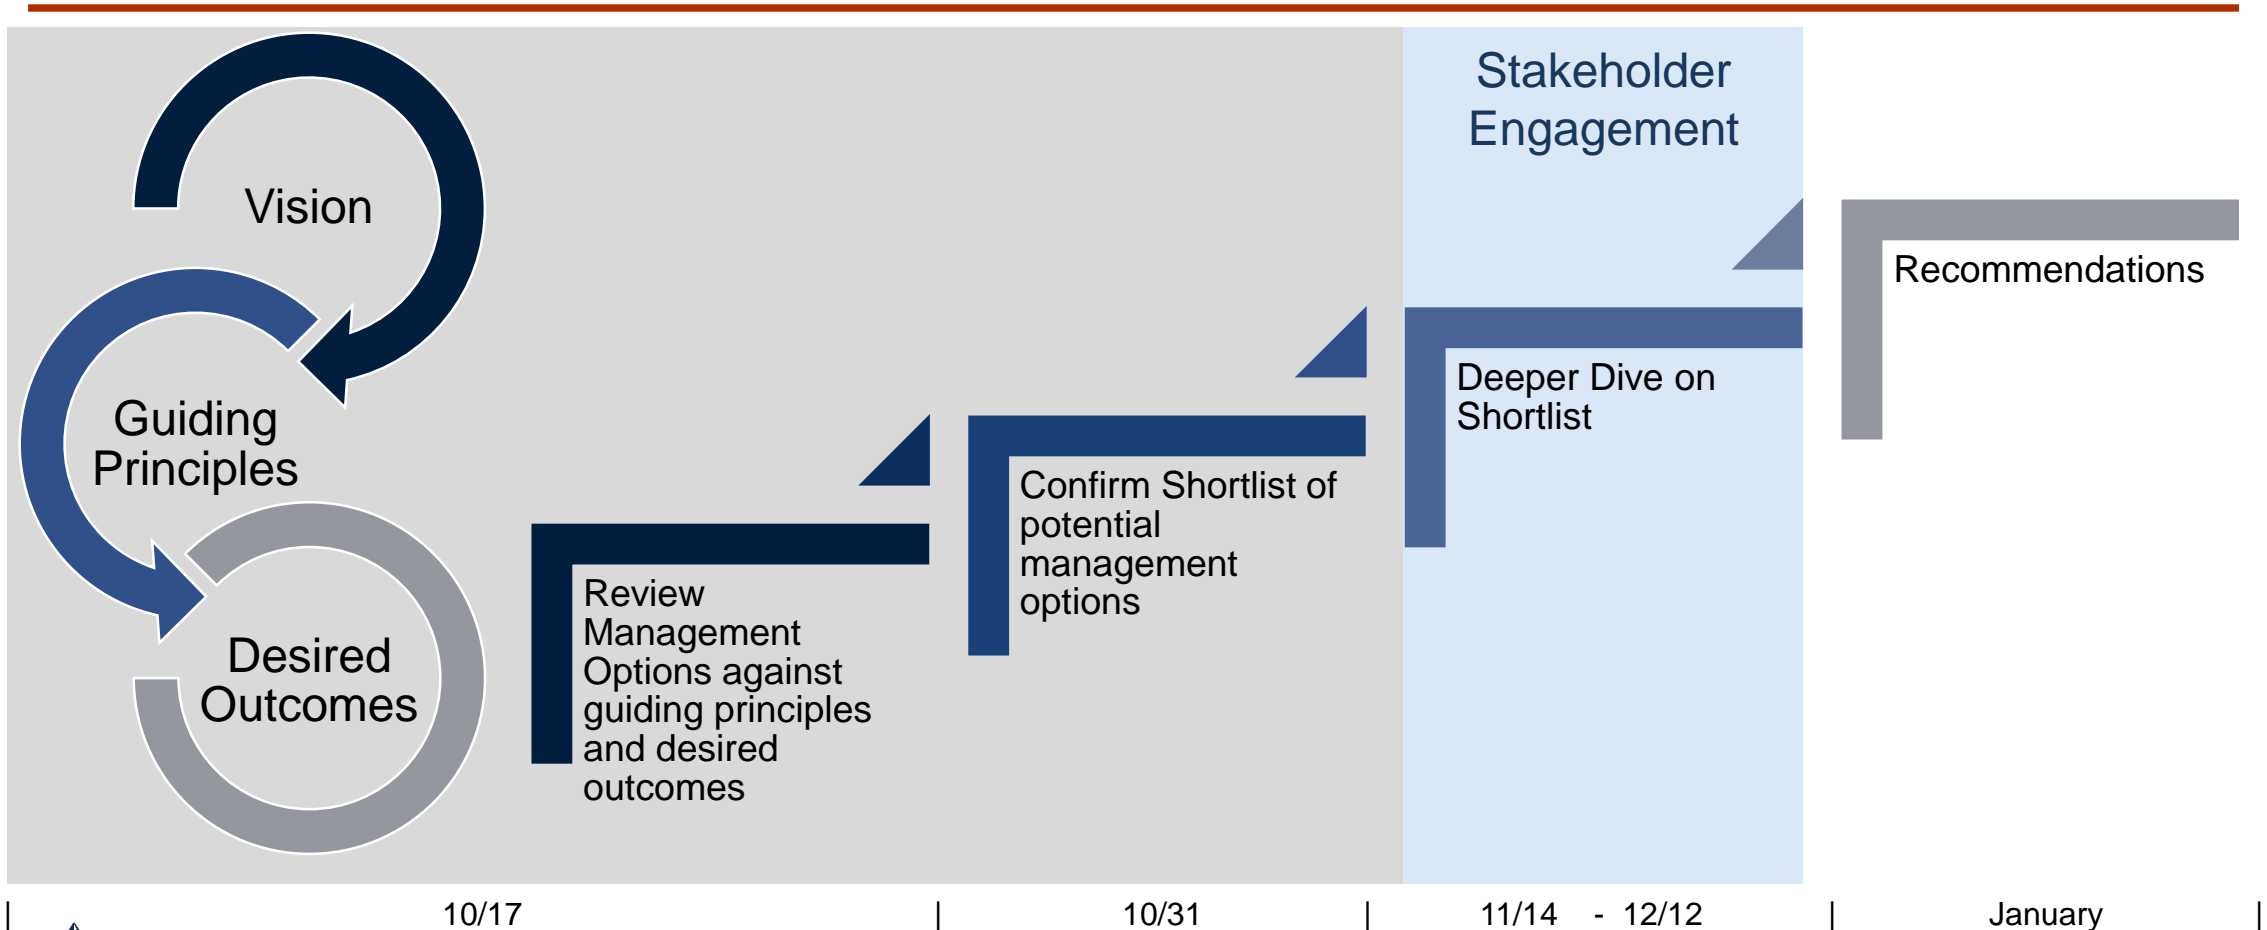 Stakeholder
Engagement
Vision
Guiding
Principles
Desired
Outcomes
Review
Management
Options against
guiding principles
and desired
outcomes
Confirm Shortlist of
potential
management
options
Deeper Dive on
Shortlist
Recommendations
| 10/17 | 10/31 | 11/14 - 12/12 | January |